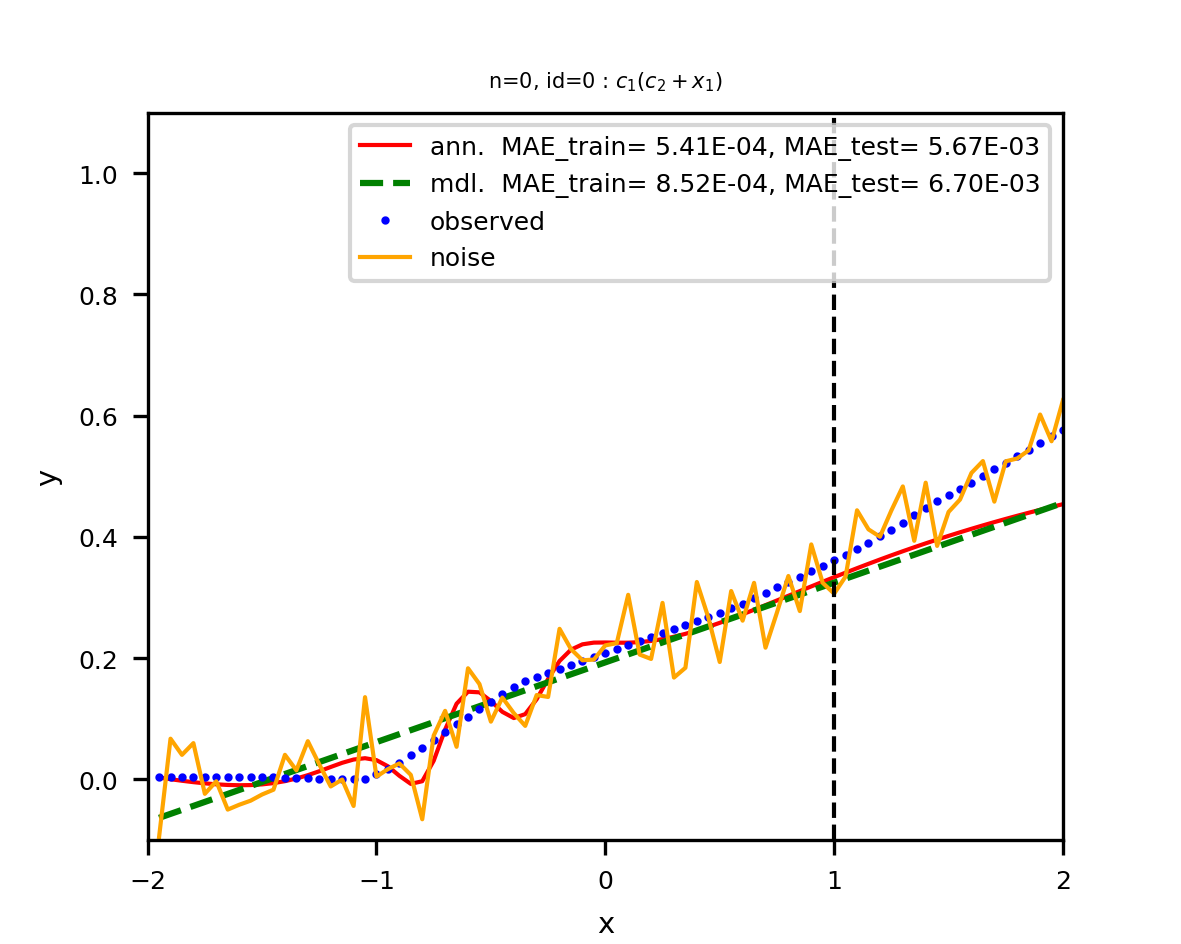 n=0, id=0 : c₁(c₂ + x₁)
ann.  MAE_train= 5.41E-04, MAE_test= 5.67E-03
mdl.  MAE_train= 8.52E-04, MAE_test= 6.70E-03
observed
noise
1.0
0.8
0.6
0.4
0.2
0.0
y
−2
−1
0
1
2
x